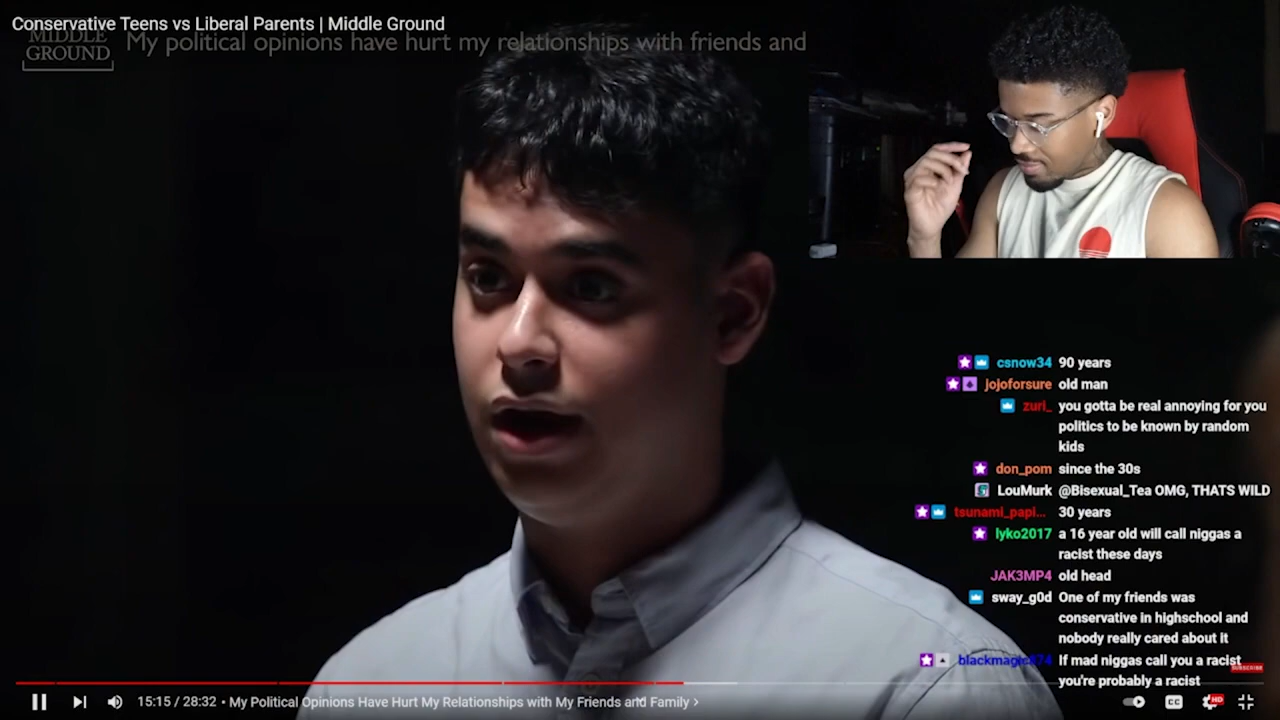 Conservative Teens vs Liberal Parents | Middle Ground
MIDDLE
GROUND
My political opinions have hurt my relationships with friends and
csnow34 90 years
jojoforsure old man
zuri_ you gotta be real annoying for you
politics to be known by random
kids
don_pom since the 30s
LouMurk @Bisexual_Tea OMG, THATS WILD
tsunami_papi... 30 years
lyko2017 a 16 year old will call niggas a
racist these days
JAK3MP4 old head
sway_g0d One of my friends was
conservative in highschool and
nobody really cared about it
If mad niggas call you a racist
you're probably a racist
SUBSCRIBE
15:15 / 28:32 • My Political Opinions Have Hurt My Relationships with My Friends and Family >
CC
HD